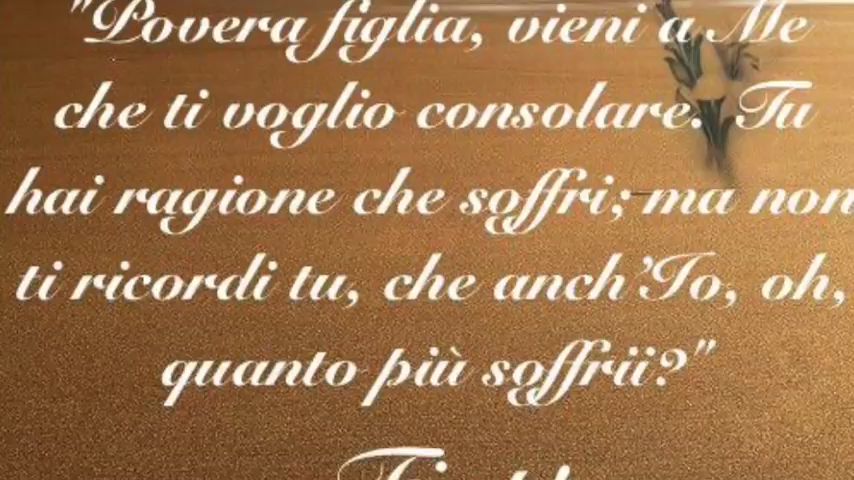 "Povera figlia, vieni a Me
che ti voglio consolare. Tu
hai ragione che soffri; ma non
ti ricordi tu, che anch'Io, oh,
quanto più soffrii?"